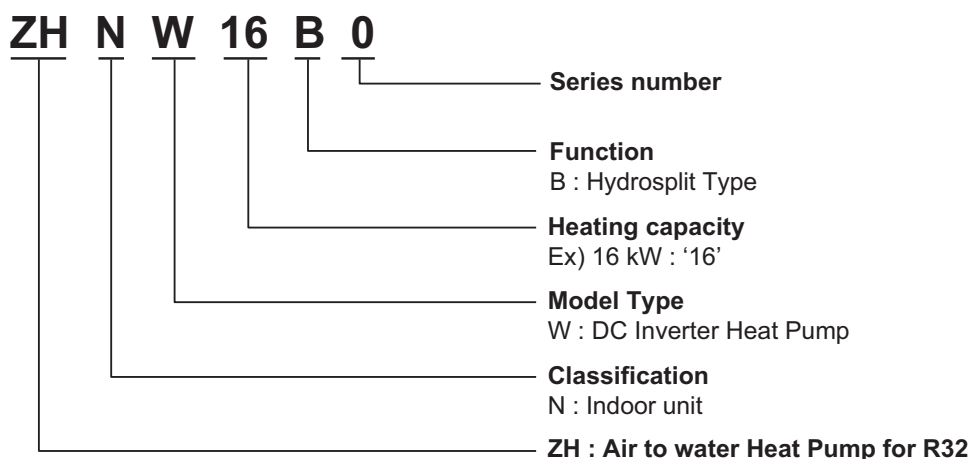 ZH N W 16 B 0
Series number
Function
B : Hydrosplit Type
Heating capacity
Ex) 16 kW : ‘16’
Model Type
W : DC Inverter Heat Pump
Classification
N : Indoor unit
ZH : Air to water Heat Pump for R32